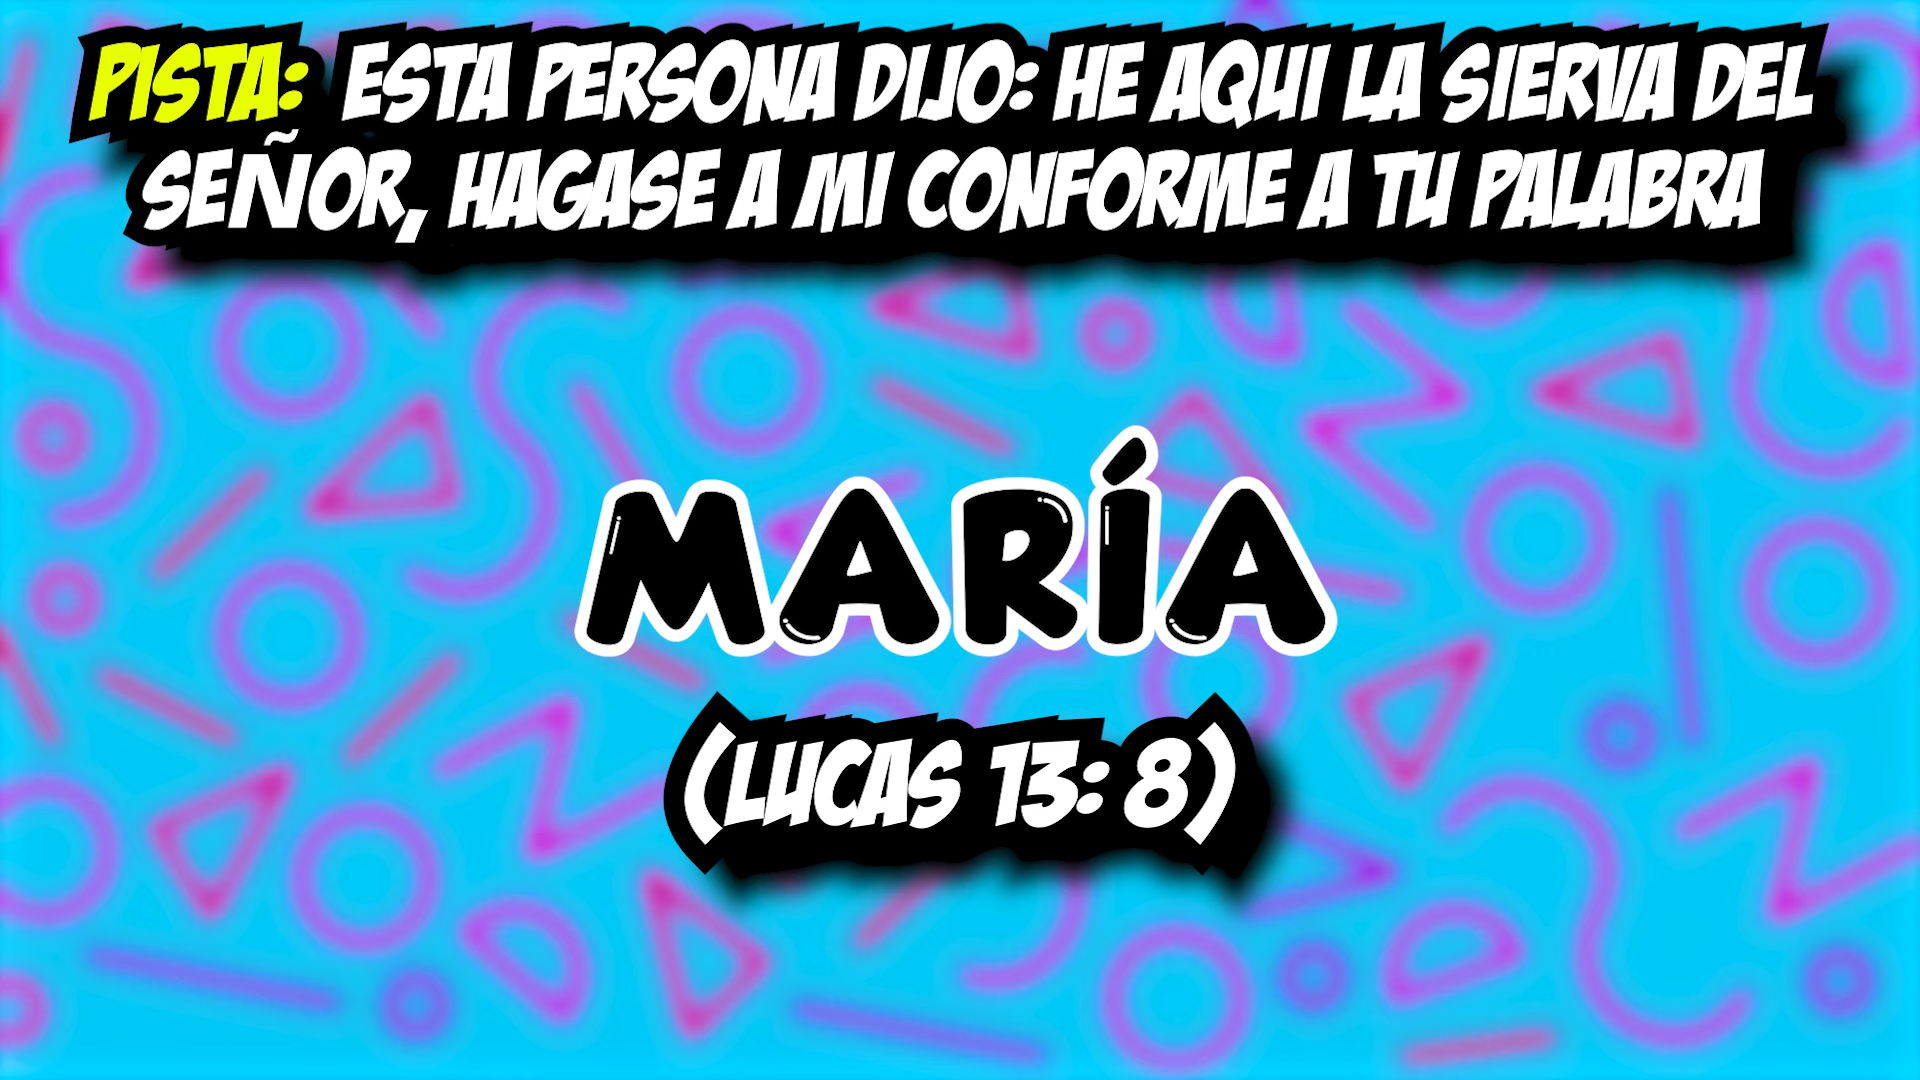 PISTA: ESTA PERSONA DIJO: HE AQUI LA SIERVA DEL
SEÑOR, HAGASE A MI CONFORME A TU PALABRA
MARÍA
(LUCAS 13: 8)